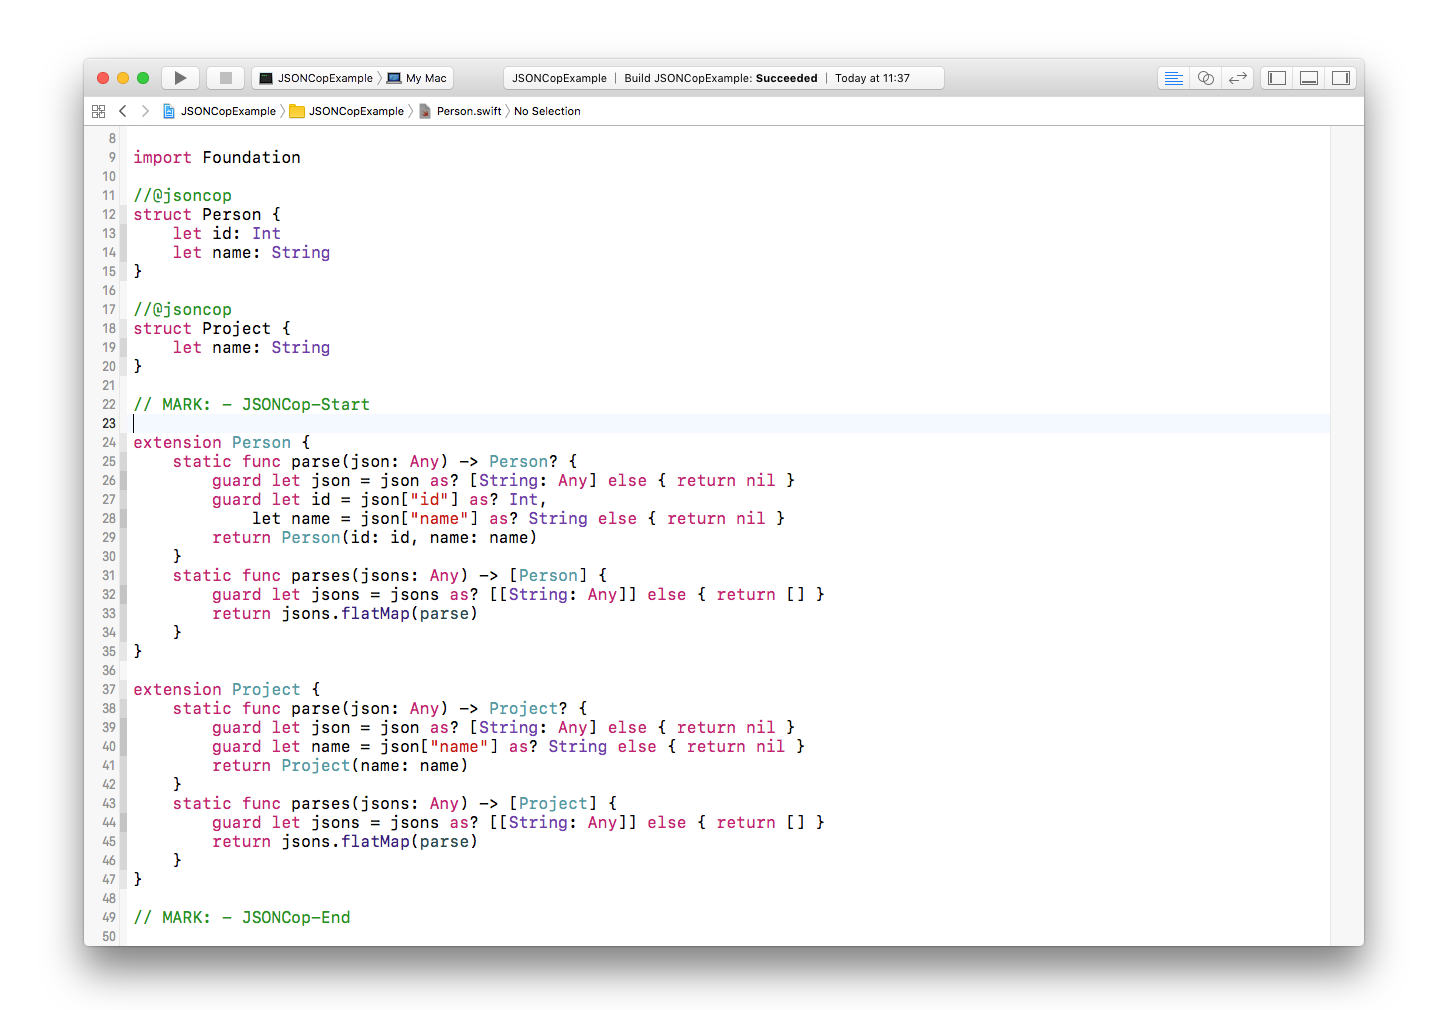 JSONCopExample My Mac JSONCopExample | Build JSONCopExample: Succeeded | Today at 11:37
JSONCopExample JSONCopExample Person.swift No Selection
8
9 import Foundation
10
11 //@jsoncop
12 struct Person {
13     let id: Int
14     let name: String
15 }
16
17 //@jsoncop
18 struct Project {
19     let name: String
20 }
21
22 // MARK: - JSONCop-Start
23
24 extension Person {
25     static func parse(json: Any) -> Person? {
26         guard let json = json as? [String: Any] else { return nil }
27         guard let id = json["id"] as? Int,
28             let name = json["name"] as? String else { return nil }
29         return Person(id: id, name: name)
30     }
31     static func parses(jsons: Any) -> [Person] {
32         guard let jsons = jsons as? [[String: Any]] else { return [] }
33         return jsons.flatMap(parse)
34     }
35 }
36
37 extension Project {
38     static func parse(json: Any) -> Project? {
39         guard let json = json as? [String: Any] else { return nil }
40         guard let name = json["name"] as? String else { return nil }
41         return Project(name: name)
42     }
43     static func parses(jsons: Any) -> [Project] {
44         guard let jsons = jsons as? [[String: Any]] else { return [] }
45         return jsons.flatMap(parse)
46     }
47 }
48
49 // MARK: - JSONCop-End
50